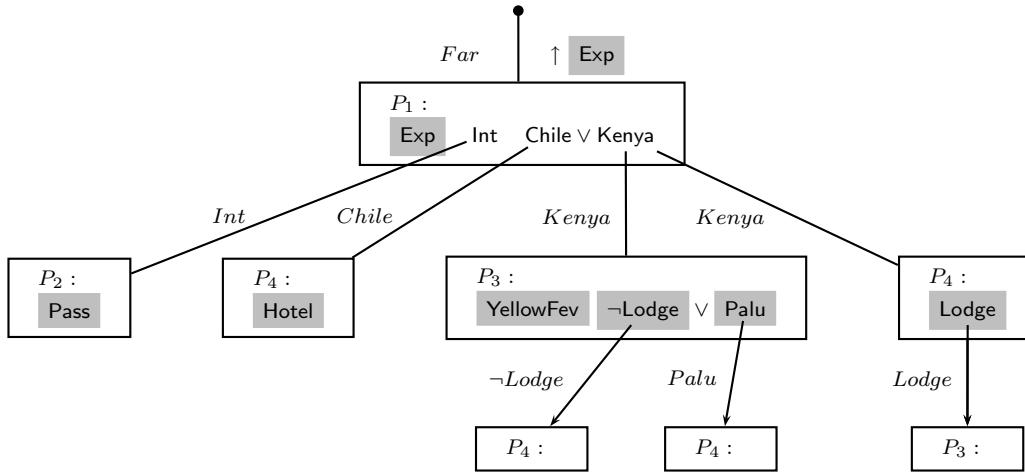 Far ↑ Exp
P₁ :
Exp Int Chile ∨ Kenya
Int Chile Kenya Kenya
P₂ : P₄ : P₃ : P₄ :
Pass Hotel YellowFev ¬Lodge ∨ Palu Lodge
¬Lodge Palu Lodge
P₄ : P₄ : P₃ :